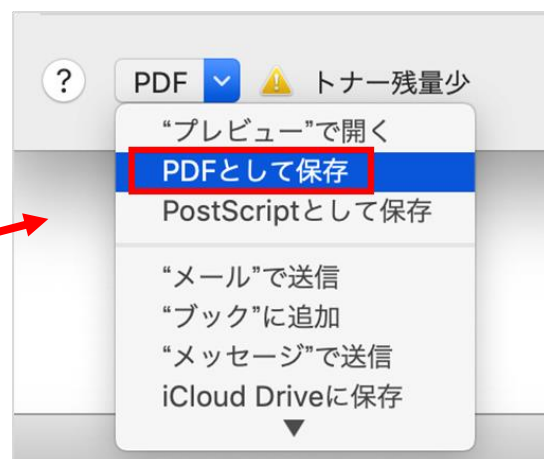 ?
PDF トナー残量少
“プレビュー”で開く
PDFとして保存
PostScriptとして保存
“メール”で送信
“ブック”に追加
“メッセージ”で送信
iCloud Driveに保存